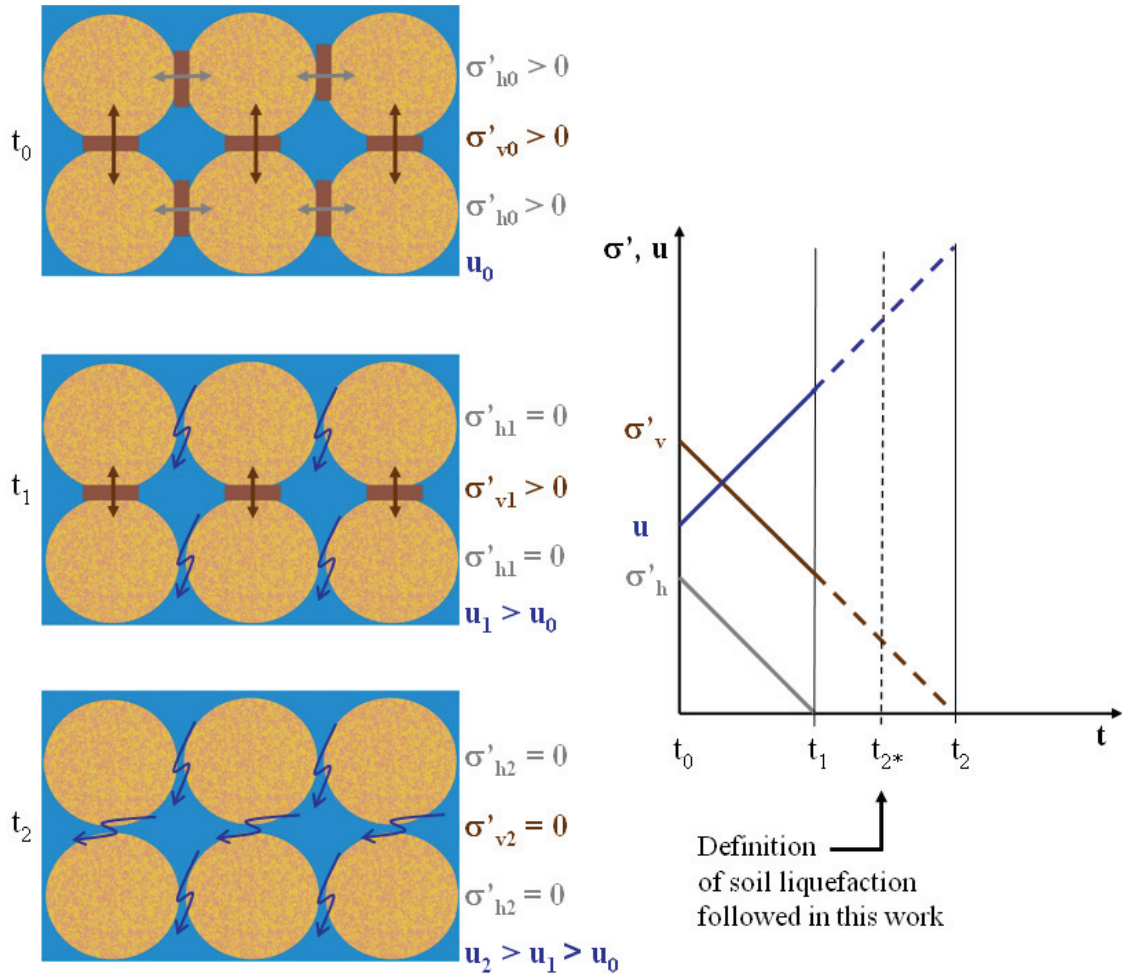 t0
σ'h0 > 0
σ'v0 > 0
σ'h0 > 0
u0
t1
σ'h1 = 0
σ'v1 > 0
σ'h1 = 0
u1 > u0
t2
σ'h2 = 0
σ'v2 = 0
σ'h2 = 0
u2 > u1 > u0
σ', u
σ'v
u
σ'h
t0 t1 t2* t2 t
Definition
of soil liquefaction
followed in this work